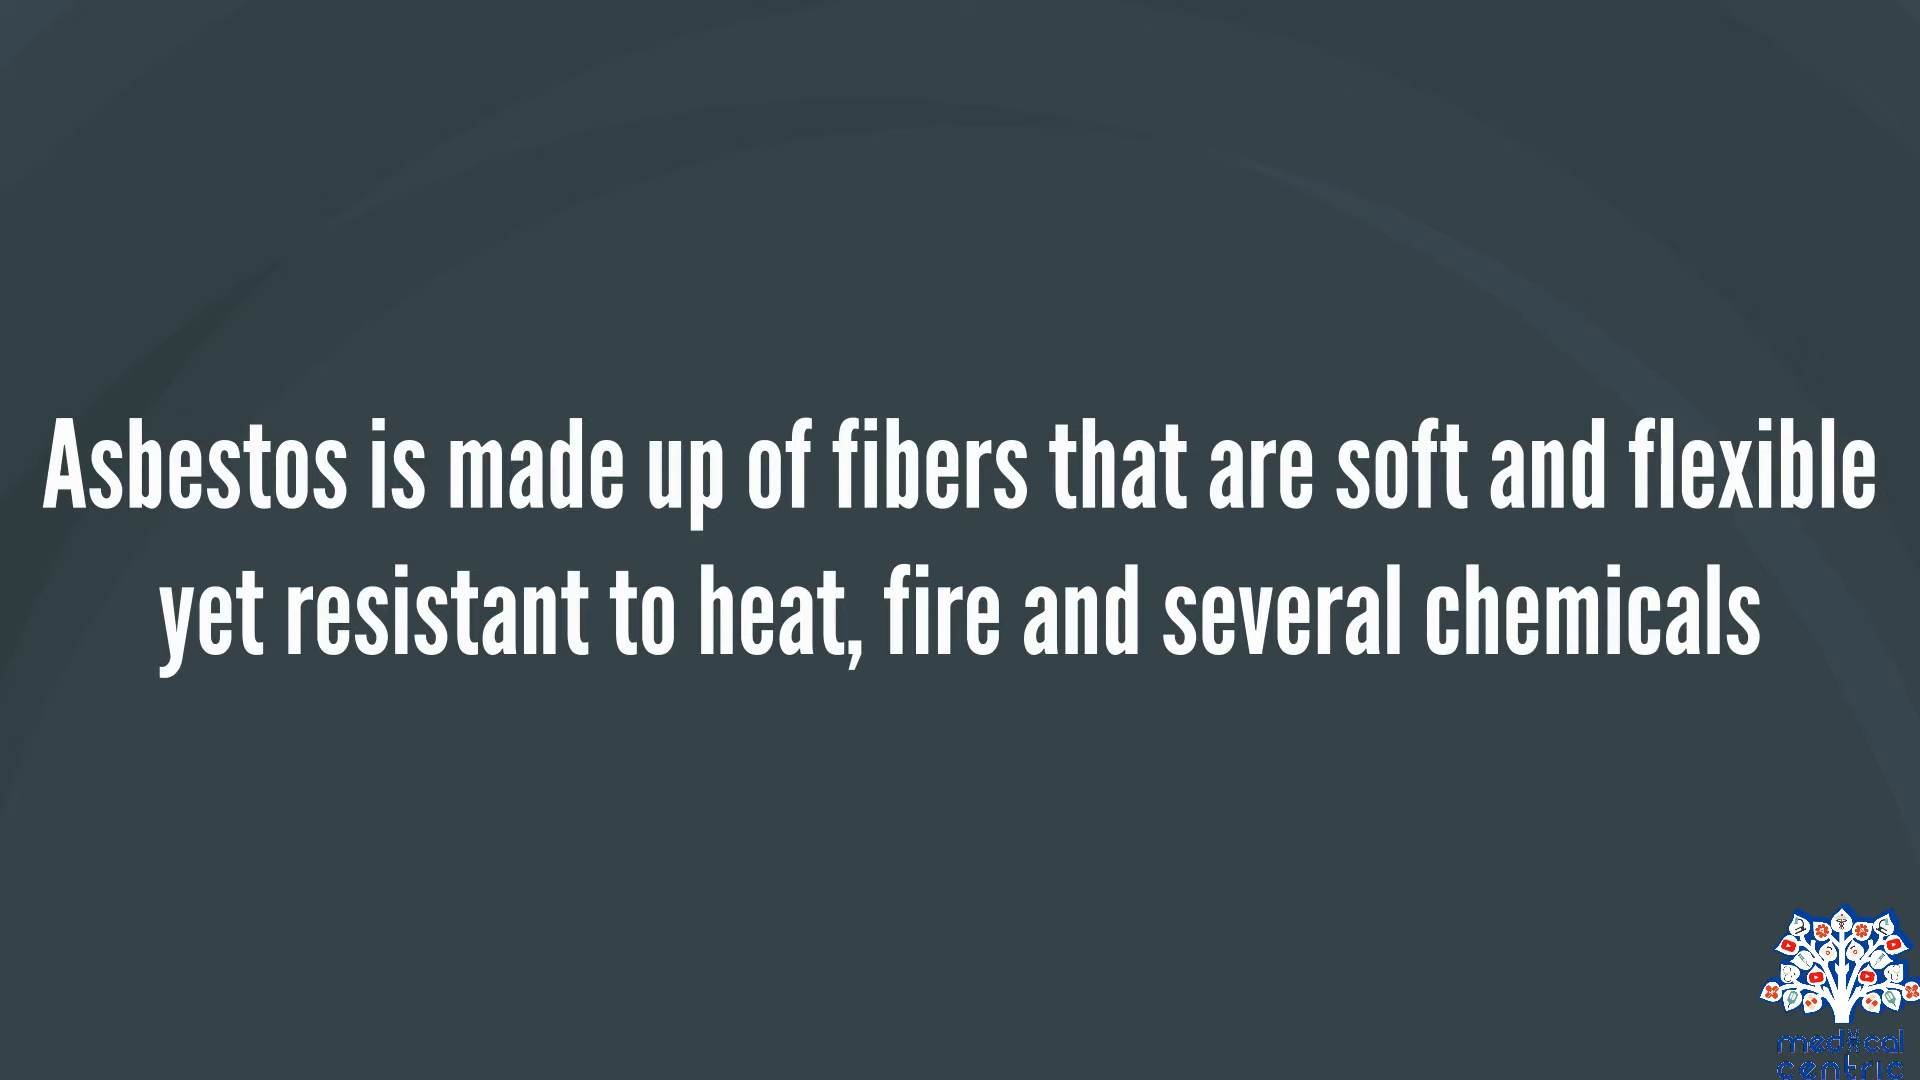 Asbestos is made up of fibers that are soft and flexible
yet resistant to heat, fire and several chemicals
medical
centric